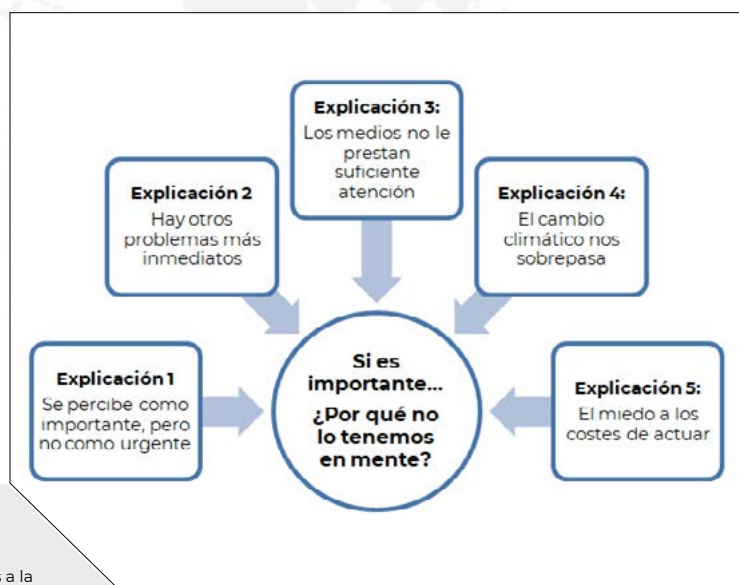 Explicación 1
Se percibe como
importante, pero
no como urgente
Explicación 2
Hay otros
problemas más
inmediatos
Explicación 3:
Los medios no le
prestan
suficiente
atención
Explicación 4:
El cambio
climático nos
sobrepasa
Explicación 5:
El miedo a los
costes de actuar
Si es
importante...
¿Por qué no
lo tenemos
en mente?
s a la